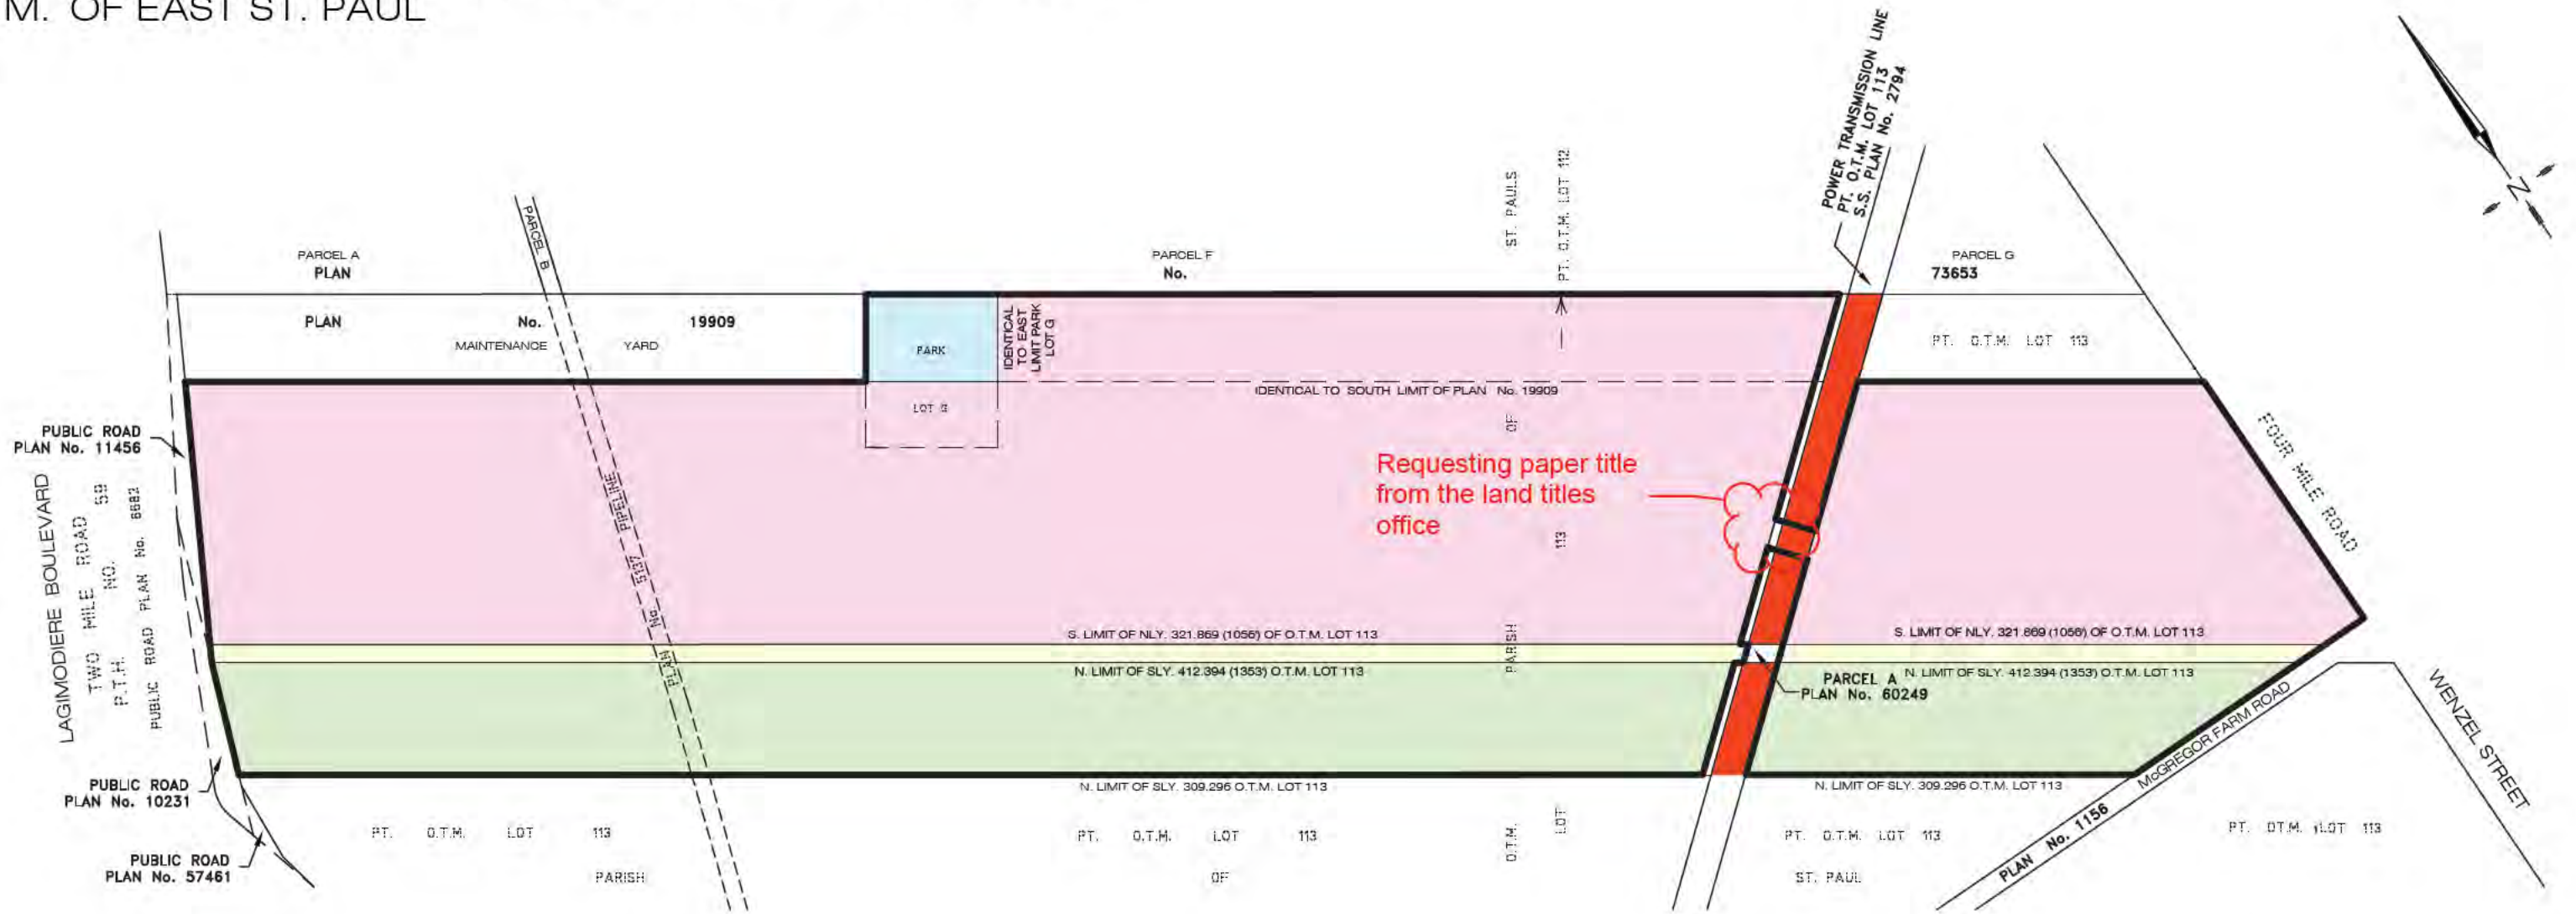 M. OF EAST ST. PAUL
POWER TRANSMISSION LINE
PT. O.T.M. LOT 113
S.S. PLAN No. 2794
N
PARCEL B
ST. PAULS
PT. O.T.M. LOT 112
PARCEL A
PLAN
PARCEL F
No.
PARCEL G
73653
PLAN No. 19909
MAINTENANCE YARD
PARK
IDENTICAL
TO EAST
LIMIT PARK
LOT G
PT. O.T.M. LOT 113
IDENTICAL TO SOUTH LIMIT OF PLAN No. 19909
LOT G
PUBLIC ROAD
PLAN No. 11456
OF
FOUR MILE ROAD
Requesting paper title
from the land titles
office
LAGIMODIERE BOULEVARD
TWO MILE ROAD
P.T.H. NO. 59
PUBLIC ROAD PLAN No. 6682
PLAN No. 5137 PIPELINE
113
PARISH
S. LIMIT OF NLY. 321.869 (1056) OF O.T.M. LOT 113
S. LIMIT OF NLY. 321.869 (1056) OF O.T.M. LOT 113
N. LIMIT OF SLY. 412.394 (1353) O.T.M. LOT 113
N. LIMIT OF SLY. 412.394 (1353) O.T.M. LOT 113
PARCEL A
PLAN No. 60249
McGREGOR FARM ROAD
WENZEL STREET
PUBLIC ROAD
PLAN No. 10231
N. LIMIT OF SLY. 309.296 O.T.M. LOT 113
N. LIMIT OF SLY. 309.296 O.T.M. LOT 113
PT. O.T.M. LOT 113
PT. O.T.M. LOT 113
O.T.M.
LOT
PT. O.T.M. LOT 113
PLAN No. 1156
PT. OT.M. LOT 113
PUBLIC ROAD
PLAN No. 57461
PARISH
OF
ST. PAUL